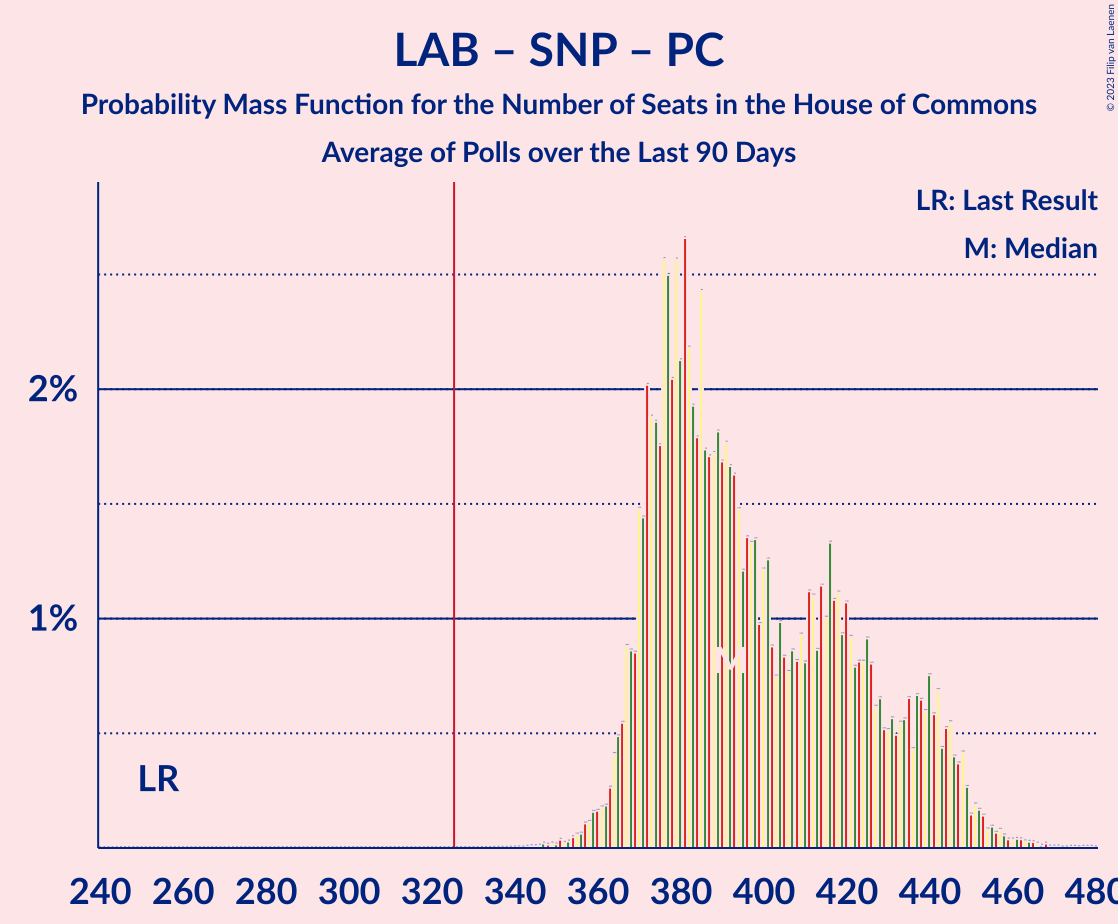 LAB – SNP – PC
Probability Mass Function for the Number of Seats in the House of Commons
Average of Polls over the Last 90 Days
© 2023 Filip van Laenen
LR: Last Result
M: Median
2%
1%
LR
M
240 260 280 300 320 340 360 380 400 420 440 460 480